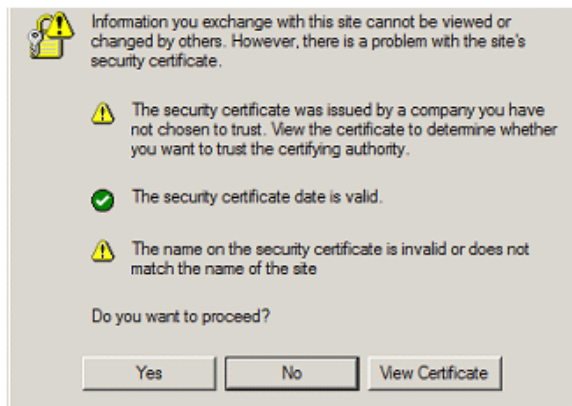 Information you exchange with this site cannot be viewed or
changed by others. However, there is a problem with the site's
security certificate.
The security certificate was issued by a company you have
not chosen to trust. View the certificate to determine whether
you want to trust the certifying authority.
The security certificate date is valid.
The name on the security certificate is invalid or does not
match the name of the site
Do you want to proceed?
Yes No View Certificate